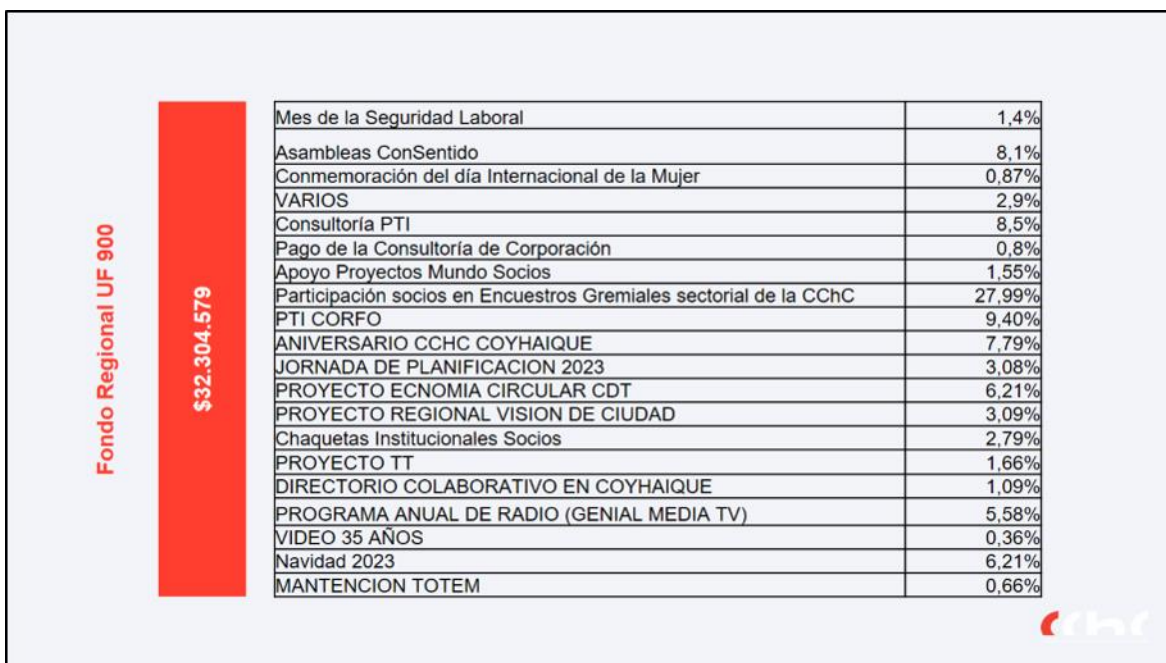 Fondo Regional UF 900
$32.304.579
Mes de la Seguridad Laboral 1,4%
Asambleas ConSentido 8,1%
Conmemoración del día Internacional de la Mujer 0,87%
VARIOS 2,9%
Consultoría PTI 8,5%
Pago de la Consultoría de Corporación 0,8%
Apoyo Proyectos Mundo Socios 1,55%
Participación socios en Encuestros Gremiales sectorial de la CChC 27,99%
PTI CORFO 9,40%
ANIVERSARIO CCHC COYHAIQUE 7,79%
JORNADA DE PLANIFICACION 2023 3,08%
PROYECTO ECNOMIA CIRCULAR CDT 6,21%
PROYECTO REGIONAL VISION DE CIUDAD 3,09%
Chaquetas Institucionales Socios 2,79%
PROYECTO TT 1,66%
DIRECTORIO COLABORATIVO EN COYHAIQUE 1,09%
PROGRAMA ANUAL DE RADIO (GENIAL MEDIA TV) 5,58%
VIDEO 35 AÑOS 0,36%
Navidad 2023 6,21%
MANTENCION TOTEM 0,66%
cchc